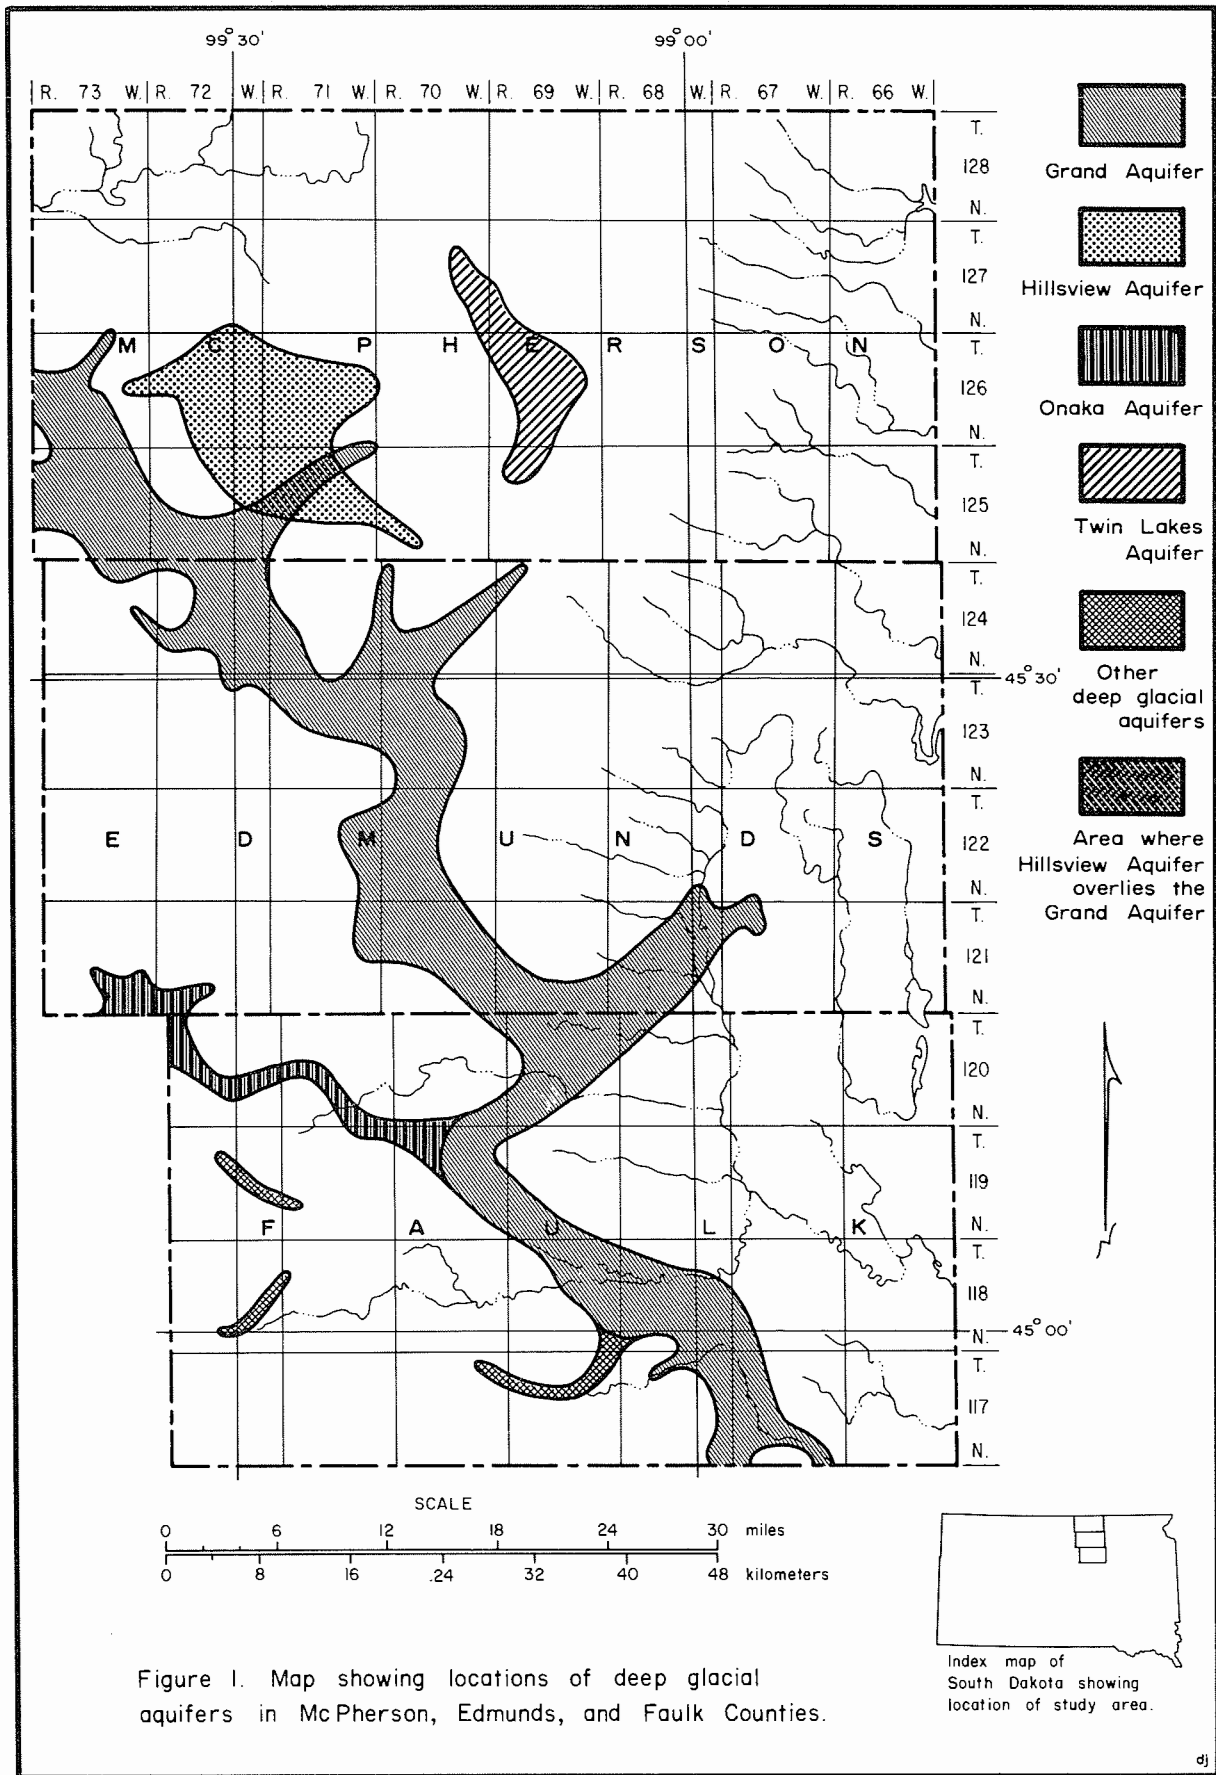 99° 30'
99° 00'
R. 73 W. R. 72 W. R. 71 W. R. 70 W. R. 69 W. R. 68 W. R. 67 W. R. 66 W.
T.
128
N.
T.
127
N.
T.
126
N.
T.
125
N.
T.
124
N.
T.
45° 30'
123
N.
T.
122
N.
T.
121
N.
T.
120
N.
T.
119
N.
T.
118
N.
45° 00'
T.
117
N.
MC PHERSON
EDMUNDS
FAULK
Grand Aquifer
Hillsview Aquifer
Onaka Aquifer
Twin Lakes
Aquifer
Other
deep glacial
aquifers
Area where
Hillsview Aquifer
overlies the
Grand Aquifer
SCALE
0 6 12 18 24 30 miles
0 8 16 .24 32 40 48 kilometers
Index map of
South Dakota showing
location of study area.
Figure 1. Map showing locations of deep glacial
aquifers in McPherson, Edmunds, and Faulk Counties.
dj